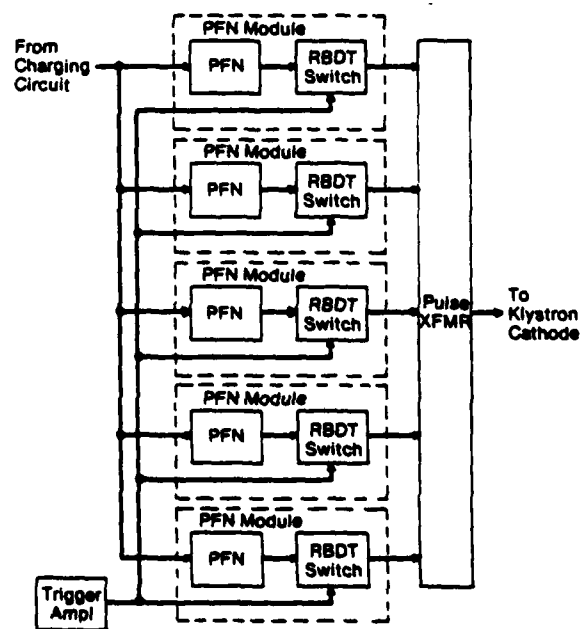 PFN Module
From
Charging
Circuit
PFN
RBDT
Switch
PFN Module
PFN
RBDT
Switch
PFN Module
PFN
RBDT
Switch
Pulse
XFMR
To
Klystron
Cathode
PFN Module
PFN
RBDT
Switch
PFN Module
PFN
RBDT
Switch
Trigger
Ampl